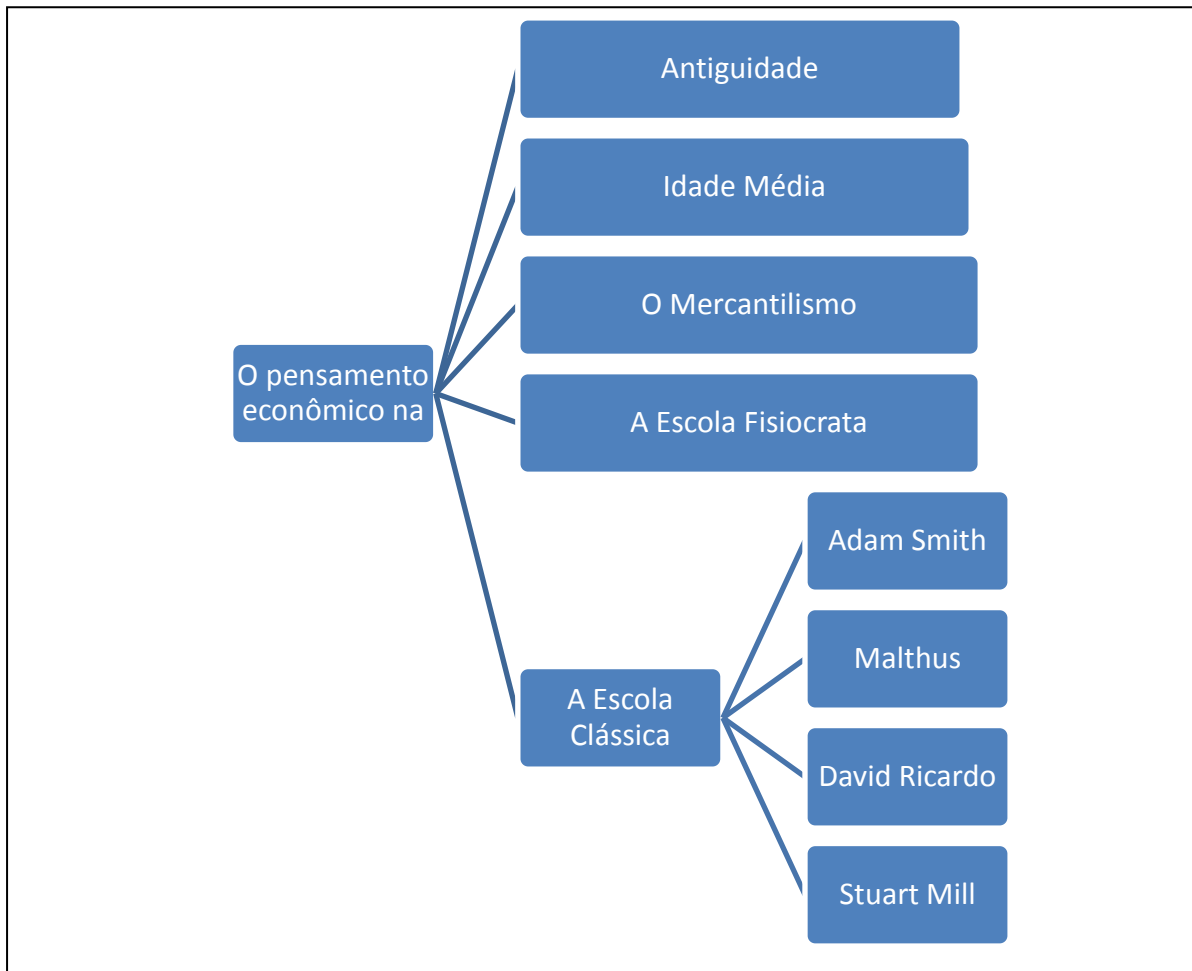 Antiguidade
Idade Média
O Mercantilismo
O pensamento
econômico na
A Escola Fisiocrata
Adam Smith
Malthus
A Escola
Clássica
David Ricardo
Stuart Mill